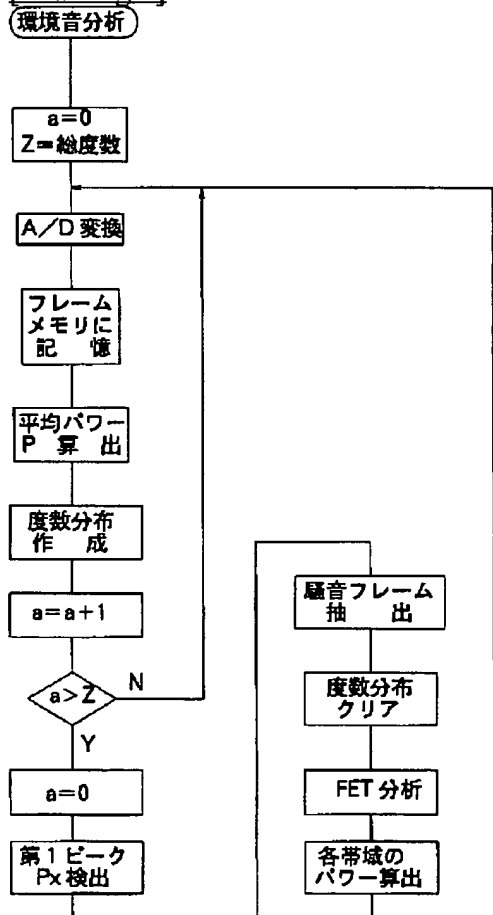 環境音分析
a=0
Z=総度数
A/D 変換
フレーム
メモリに
記 憶
平均パワー
P 算 出
度数分布
作 成
a=a+1
a>Z
N
Y
a=0
第1ピーク
Px 検出
騒音フレーム
抽 出
度数分布
クリア
FET 分析
各帯域の
パワー算出